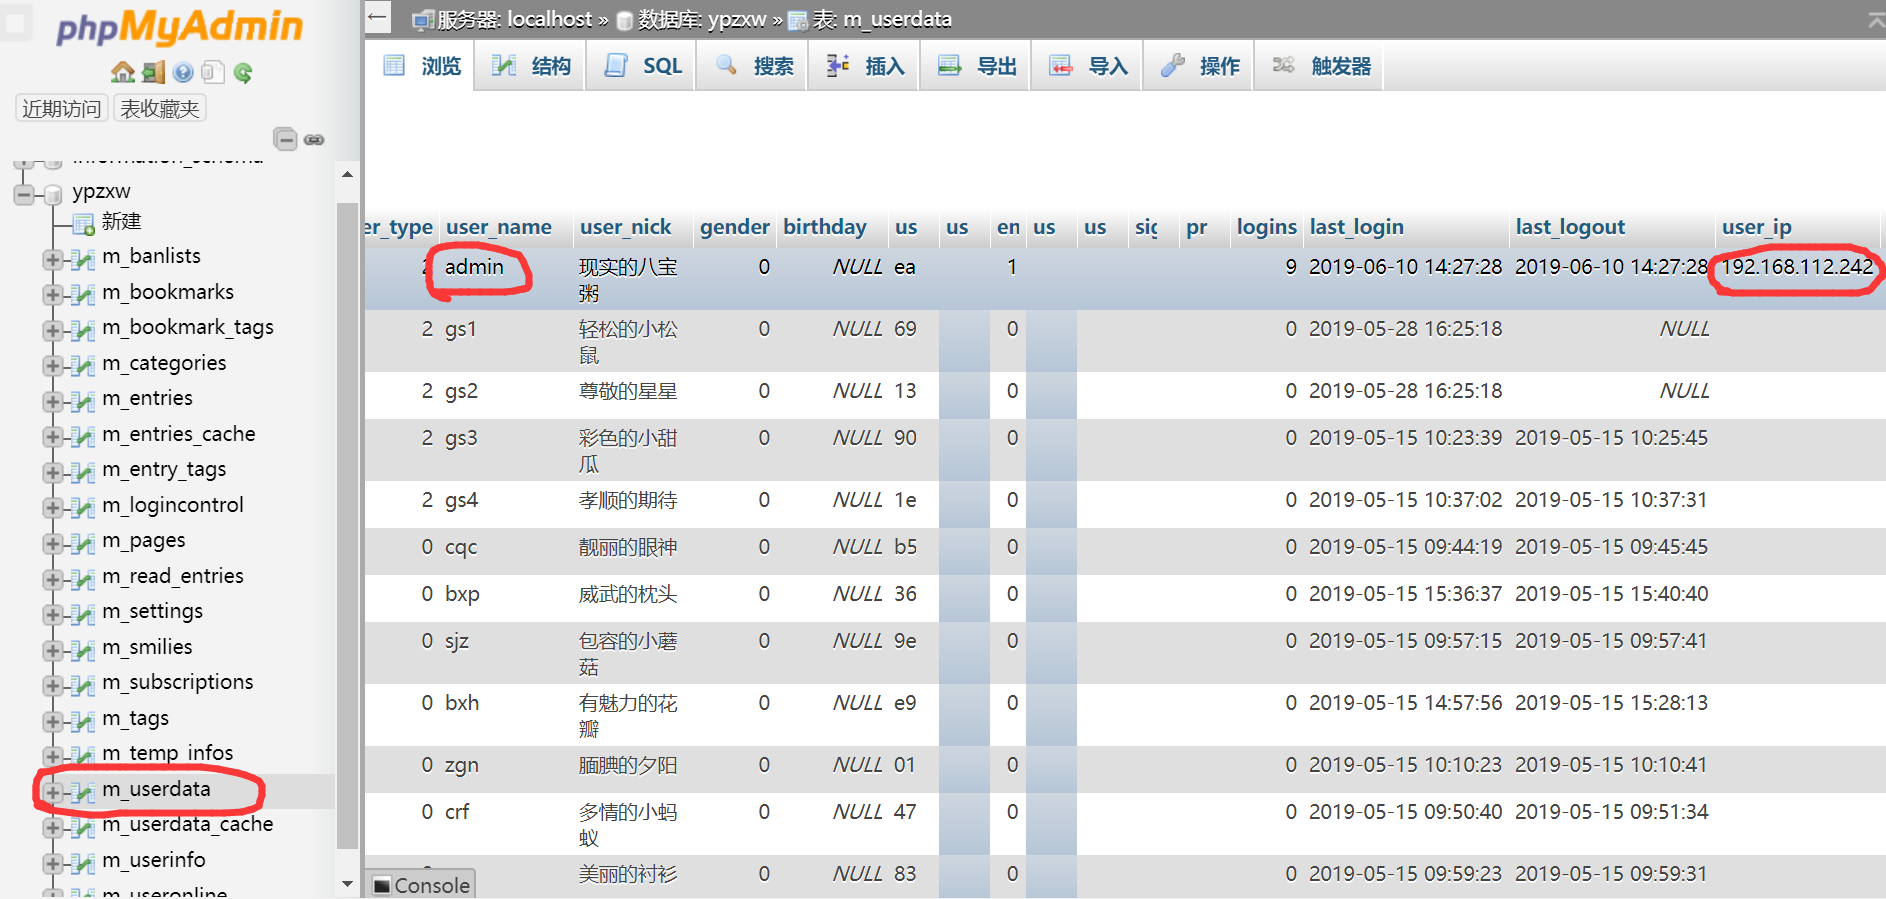 phpMyAdmin
近期访问 表收藏夹
information_schema
ypzxw
新建
m_banlists
m_bookmarks
m_bookmark_tags
m_categories
m_entries
m_entries_cache
m_entry_tags
m_logincontrol
m_pages
m_read_entries
m_settings
m_smilies
m_subscriptions
m_tags
m_temp_infos
m_userdata
m_userdata_cache
m_userinfo
m_useronline
服务器: localhost » 数据库: ypzxw » 表: m_userdata
浏览 结构 SQL 搜索 插入 导出 导入 操作 触发器
er_type user_name user_nick gender birthday us us en us us sig pr logins last_login last_logout user_ip
2 admin 现实的八宝 0 NULL ea 1 9 2019-06-10 14:27:28 2019-06-10 14:27:28 192.168.112.242
粥
2 gs1 轻松的小松 0 NULL 69 0 0 2019-05-28 16:25:18 NULL
鼠
2 gs2 尊敬的星星 0 NULL 13 0 0 2019-05-28 16:25:18 NULL
2 gs3 彩色的小甜 0 NULL 90 0 0 2019-05-15 10:23:39 2019-05-15 10:25:45
瓜
2 gs4 孝顺的期待 0 NULL 1e 0 0 2019-05-15 10:37:02 2019-05-15 10:37:31
0 cqc 靓丽的眼神 0 NULL b5 0 0 2019-05-15 09:44:19 2019-05-15 09:45:45
0 bxp 威武的枕头 0 NULL 36 0 0 2019-05-15 15:36:37 2019-05-15 15:40:40
0 sjz 包容的小蘑 0 NULL 9e 0 0 2019-05-15 09:57:15 2019-05-15 09:57:41
菇
0 bxh 有魅力的花 0 NULL e9 0 0 2019-05-15 14:57:56 2019-05-15 15:28:13
瓣
0 zgn 腼腆的夕阳 0 NULL 01 0 0 2019-05-15 10:10:23 2019-05-15 10:10:41
0 crf 多情的小蚂 0 NULL 47 0 0 2019-05-15 09:50:40 2019-05-15 09:51:34
蚁
美丽的衬衫 0 NULL 83 0 0 2019-05-15 09:59:23 2019-05-15 09:59:31
Console